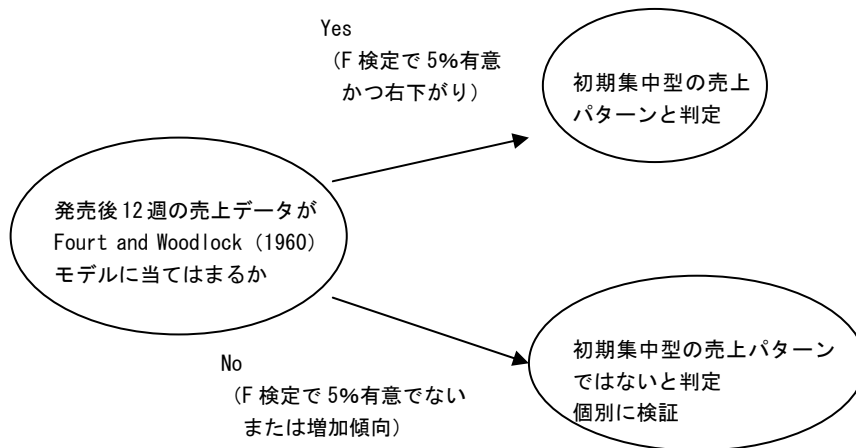 Yes
（F 検定で 5％有意
かつ右下がり）
初期集中型の売上
パターンと判定
発売後 12 週の売上データが
Fourt and Woodlock（1960）
モデルに当てはまるか
No
（F 検定で 5％有意でない
または増加傾向）
初期集中型の売上パターン
ではないと判定
個別に検証